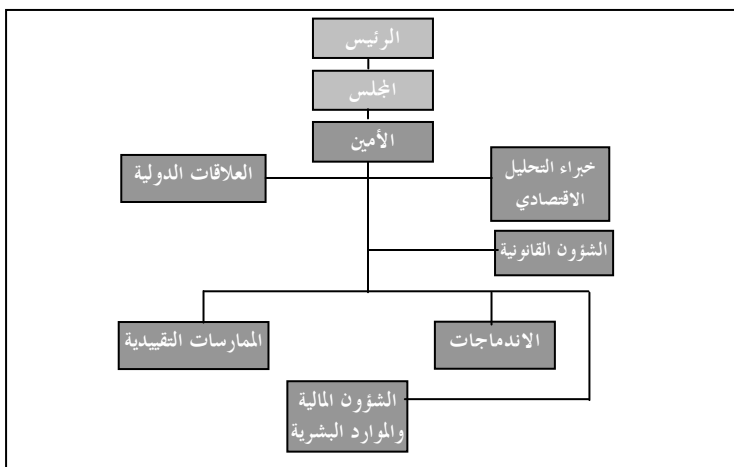 الرئيس
المجلس
الأمين
العلاقات الدولية
خبراء التحليل
الاقتصادي
الشؤون القانونية
الممارسات التقييدية
الاندماجات
الشؤون المالية
والموارد البشرية